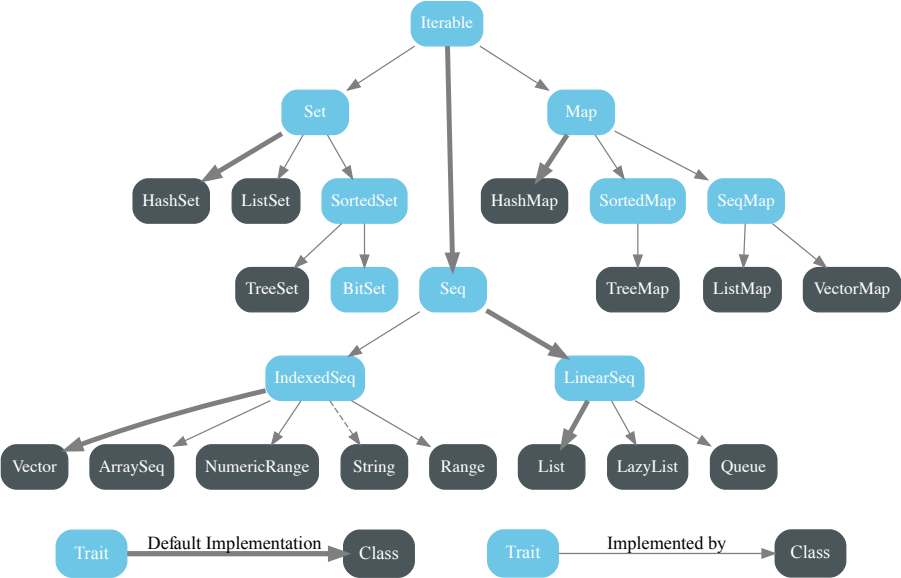 Iterable
Set
Map
HashSet
ListSet
SortedSet
HashMap
SortedMap
SeqMap
TreeSet
BitSet
Seq
TreeMap
ListMap
VectorMap
IndexedSeq
LinearSeq
Vector
ArraySeq
NumericRange
String
Range
List
LazyList
Queue
Trait
Default Implementation
Class
Trait
Implemented by
Class